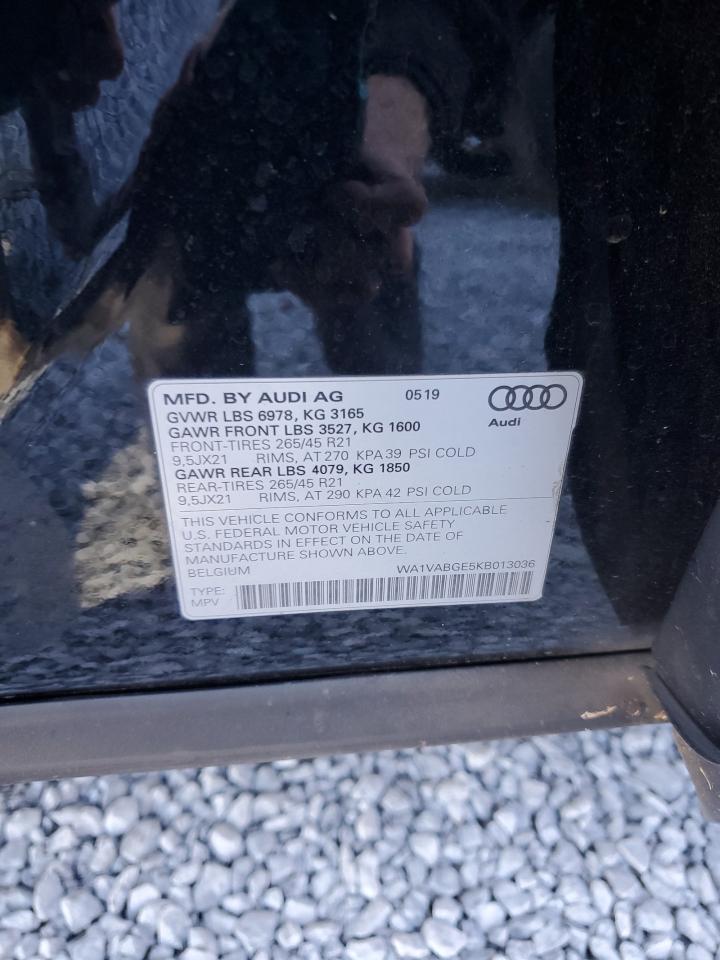 MFD. BY AUDI AG 0519
GVWR LBS 6978, KG 3165
GAWR FRONT LBS 3527, KG 1600
FRONT-TIRES 265/45 R21
9,5JX21 RIMS, AT 270 KPA 39 PSI COLD
GAWR REAR LBS 4079, KG 1850
REAR-TIRES 265/45 R21
9,5JX21 RIMS, AT 290 KPA 42 PSI COLD
Audi
THIS VEHICLE CONFORMS TO ALL APPLICABLE
U.S. FEDERAL MOTOR VEHICLE SAFETY
STANDARDS IN EFFECT ON THE DATE OF
MANUFACTURE SHOWN ABOVE.
BELGIUM WA1VABGE5KB013036
TYPE:
MPV